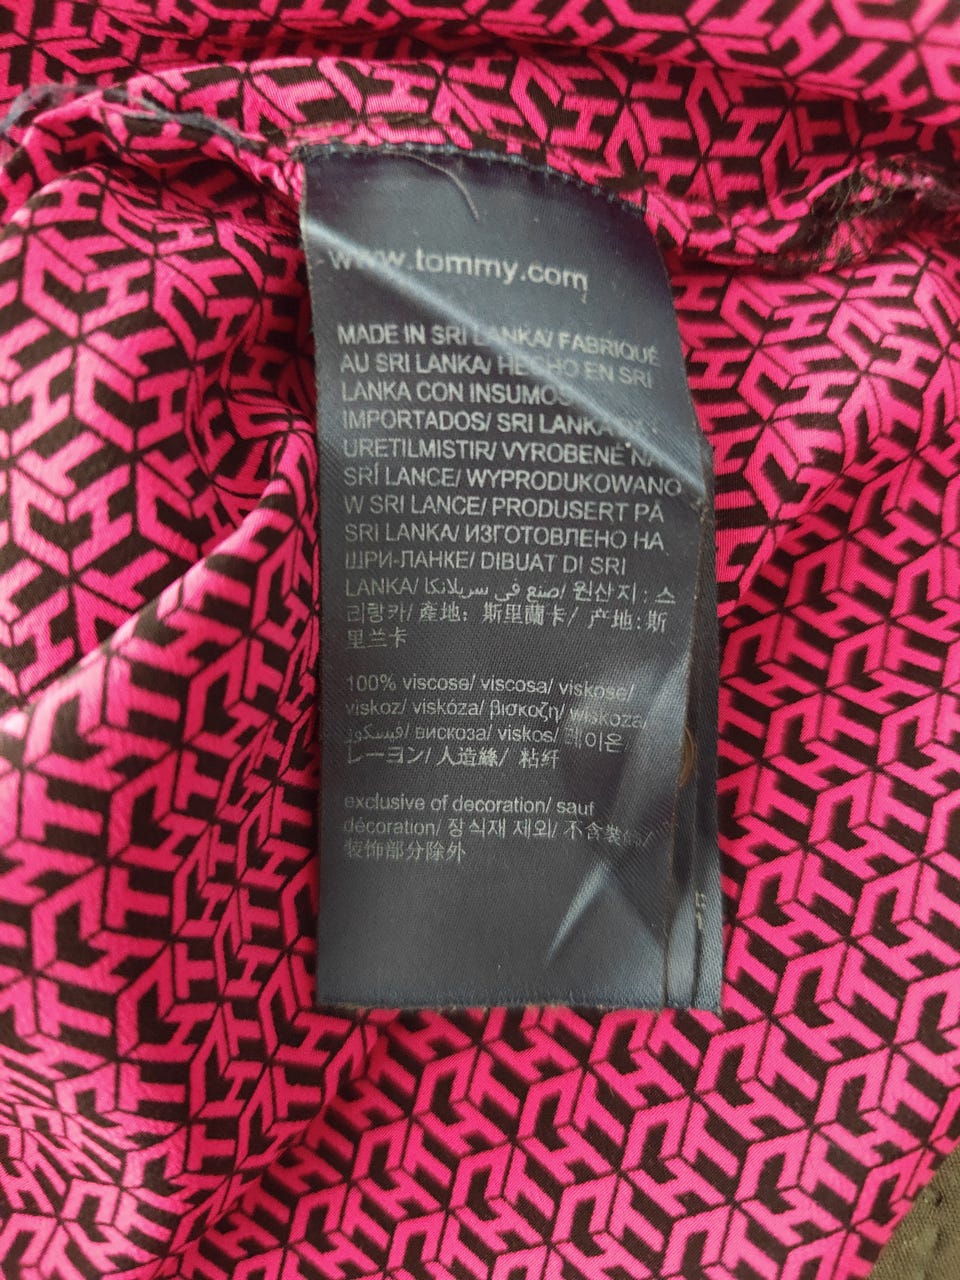 www.tommy.com
MADE IN SRI LANKA/ FABRIQUÉ
AU SRI LANKA/ HECHO EN SRI
LANKA CON INSUMOS
IMPORTADOS/ SRI LANKA'DE
URETILMISTIR/ VYROBENE NA
SRÍ LANCE/ WYPRODUKOWANO
W SRI LANCE/ PRODUSERT PÅ
SRI LANKA/ ИЗГОТОВЛЕНО НА
ШРИ-ЛАНКЕ/ DIBUAT DI SRI
LANKA/ صنع في سريلانكا/ 원산지 : 스
리랑카/ 產地: 斯里蘭卡/ 产地:斯
里兰卡
100% viscose/ viscosa/ viskose/
viskoz/ viskóza/ βισκοζη/ wiskoza/
فيسكوز/ вискоза/ viskos/ 레이온/
レーヨン/ 人造絲/ 粘纤
exclusive of decoration/ sauf
décoration/ 장식재 제외/ 不含裝飾/
装饰部分除外